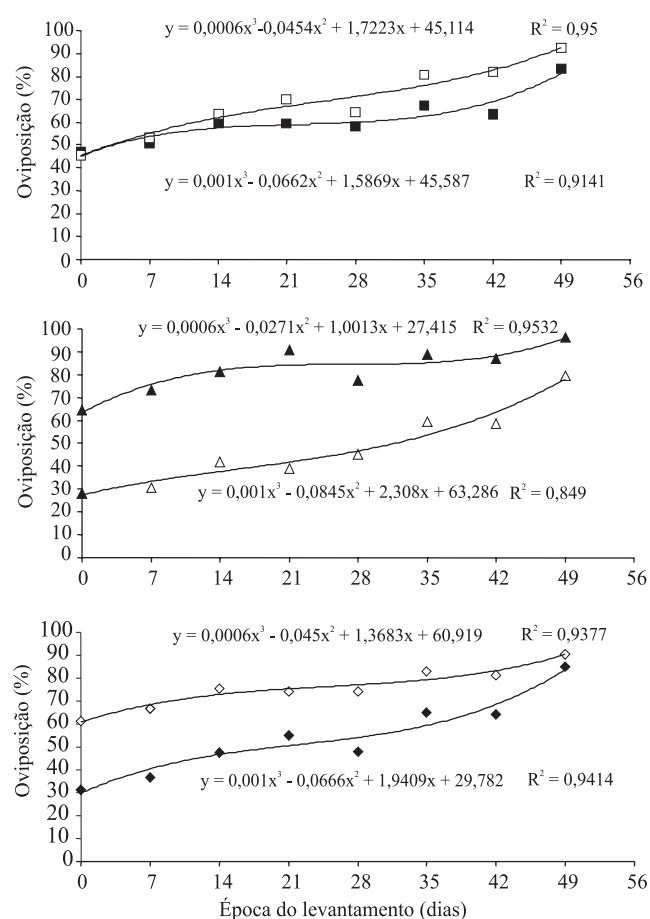 y = 0,0006x³-0,0454x² + 1,7223x + 45,114 R² = 0,95
100
90
80
70
60
50
40
30
20
10
0
Oviposição (%)
y = 0,001x³- 0,0662x² + 1,5869x + 45,587 R² = 0,9141
0 7 14 21 28 35 42 49 56
y = 0,0006x³ - 0,0271x² + 1,0013x + 27,415 R² = 0,9532
100
90
80
70
60
50
40
30
20
10
0
Oviposição (%)
y = 0,001x³ - 0,0845x² + 2,308x + 63,286 R² = 0,849
0 7 14 21 28 35 42 49 56
y = 0,0006x³ - 0,045x² + 1,3683x + 60,919 R² = 0,9377
100
90
80
70
60
50
40
30
20
10
0
Oviposição (%)
y = 0,001x³ - 0,0666x² + 1,9409x + 29,782 R² = 0,9414
0 7 14 21 28 35 42 49 56
Época do levantamento (dias)